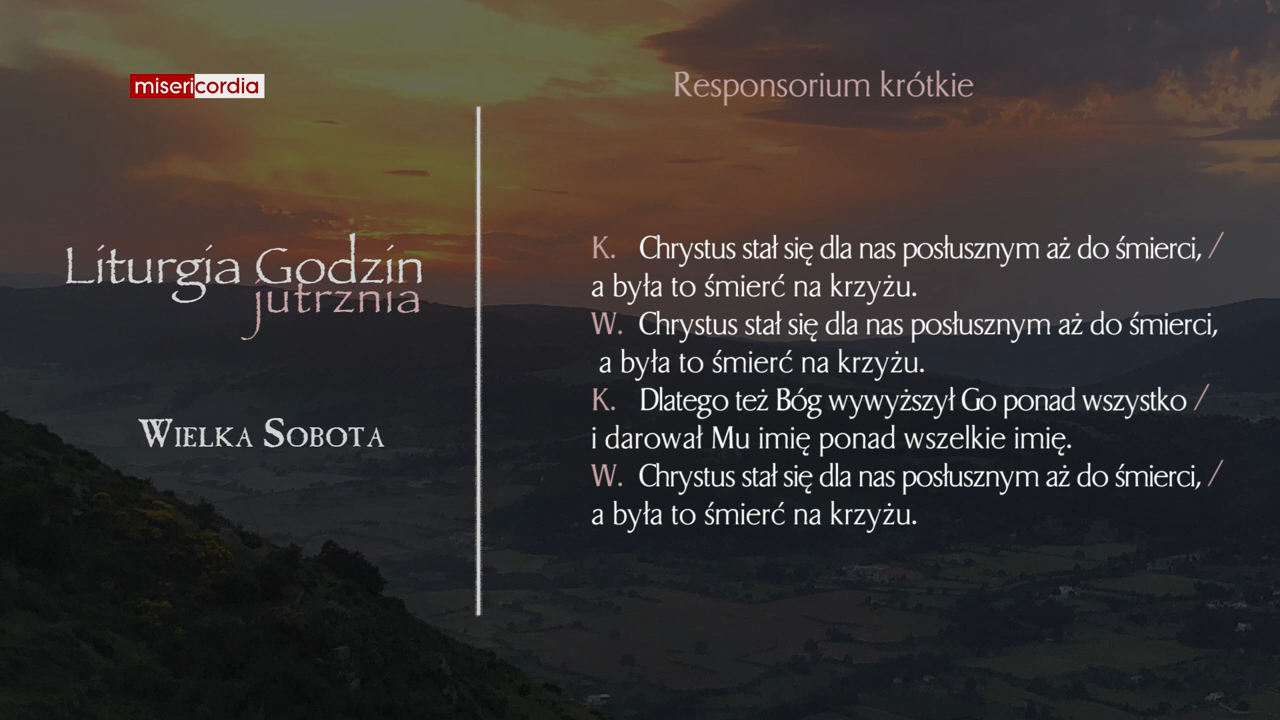 misericordia
Responsorium krótkie
Liturgia Godzin
jutrznia
WIELKA SOBOTA
K. Chrystus stał się dla nas posłusznym aż do śmierci, /
a była to śmierć na krzyżu.
W. Chrystus stał się dla nas posłusznym aż do śmierci,
a była to śmierć na krzyżu.
K. Dlatego też Bóg wywyższył Go ponad wszystko /
i darował Mu imię ponad wszelkie imię.
W. Chrystus stał się dla nas posłusznym aż do śmierci, /
a była to śmierć na krzyżu.